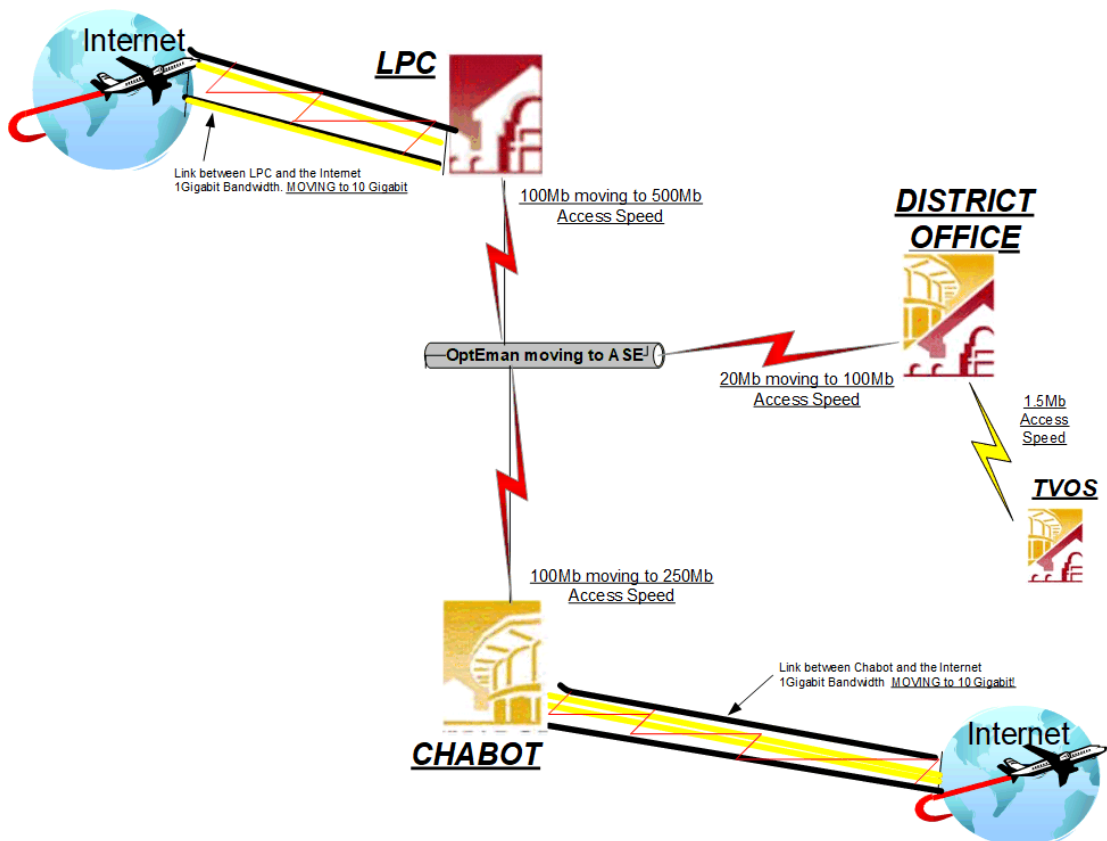 Internet
LPC
Link between LPC and the Internet
1Gigabit Bandwidth. MOVING to 10 Gigabit
100Mb moving to 500Mb
Access Speed
DISTRICT
OFFICE
OptEman moving to ASE
20Mb moving to 100Mb
Access Speed
1.5Mb
Access
Speed
TVOS
100Mb moving to 250Mb
Access Speed
Link between Chabot and the Internet
1Gigabit Bandwidth MOVING to 10 Gigabit!
CHABOT
Internet